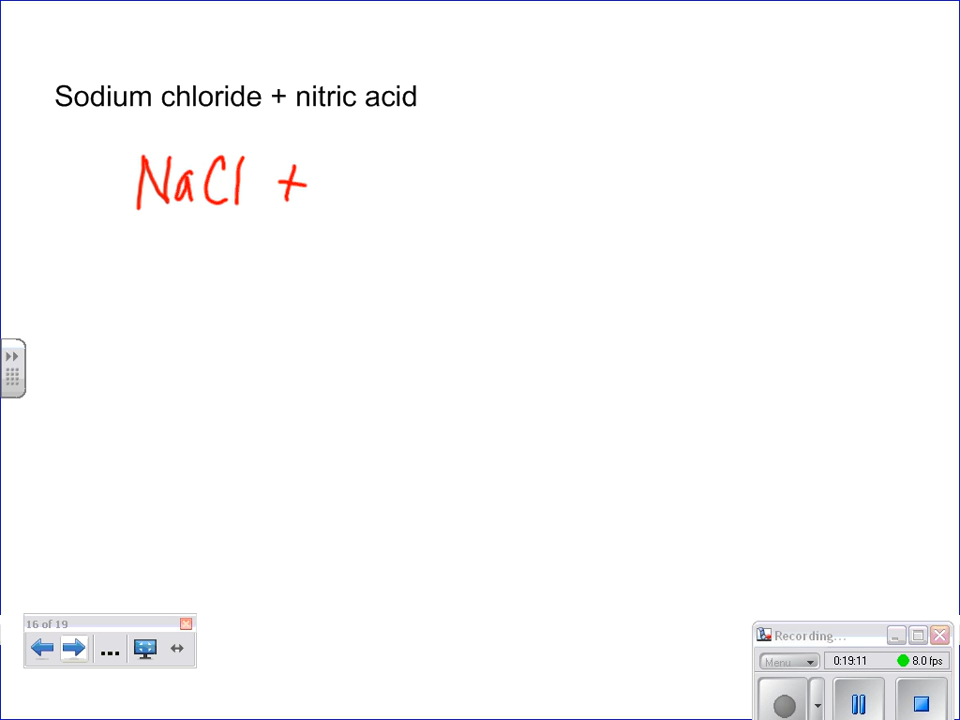 Sodium chloride + nitric acid
NaCl +
16 of 19
...
Recording...
Menu
0:19:11
8.0 fps